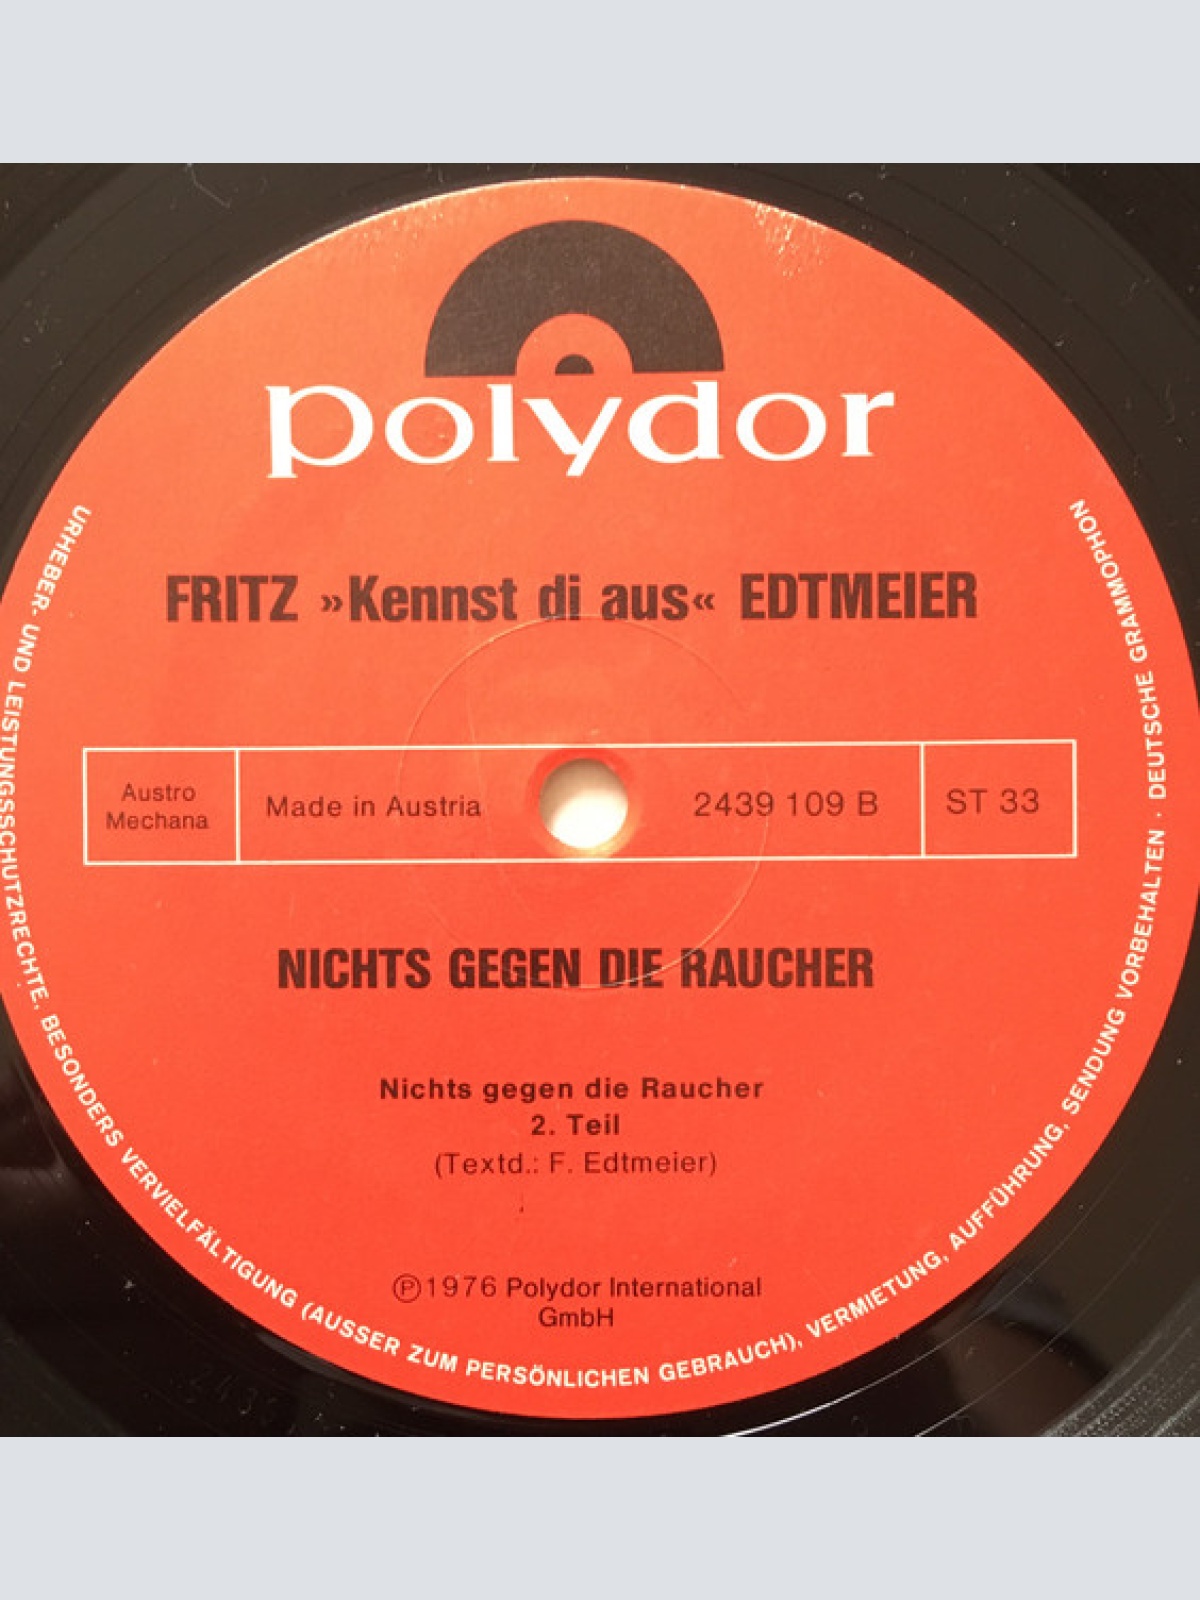 polydor
FRITZ »Kennst di aus« EDTMEIER
Austro
Mechana
Made in Austria
2439 109 B
ST 33
NICHTS GEGEN DIE RAUCHER
Nichts gegen die Raucher
2. Teil
(Textd.: F. Edtmeier)
℗ 1976 Polydor International
GmbH
URHEBER- UND LEISTUNGSSCHUTZRECHTE, BESONDERS VERVIELFÄLTIGUNG (AUSSER ZUM PERSÖNLICHEN GEBRAUCH), VERMIETUNG, AUFFÜHRUNG, SENDUNG VORBEHALTEN · DEUTSCHE GRAMMOPHON